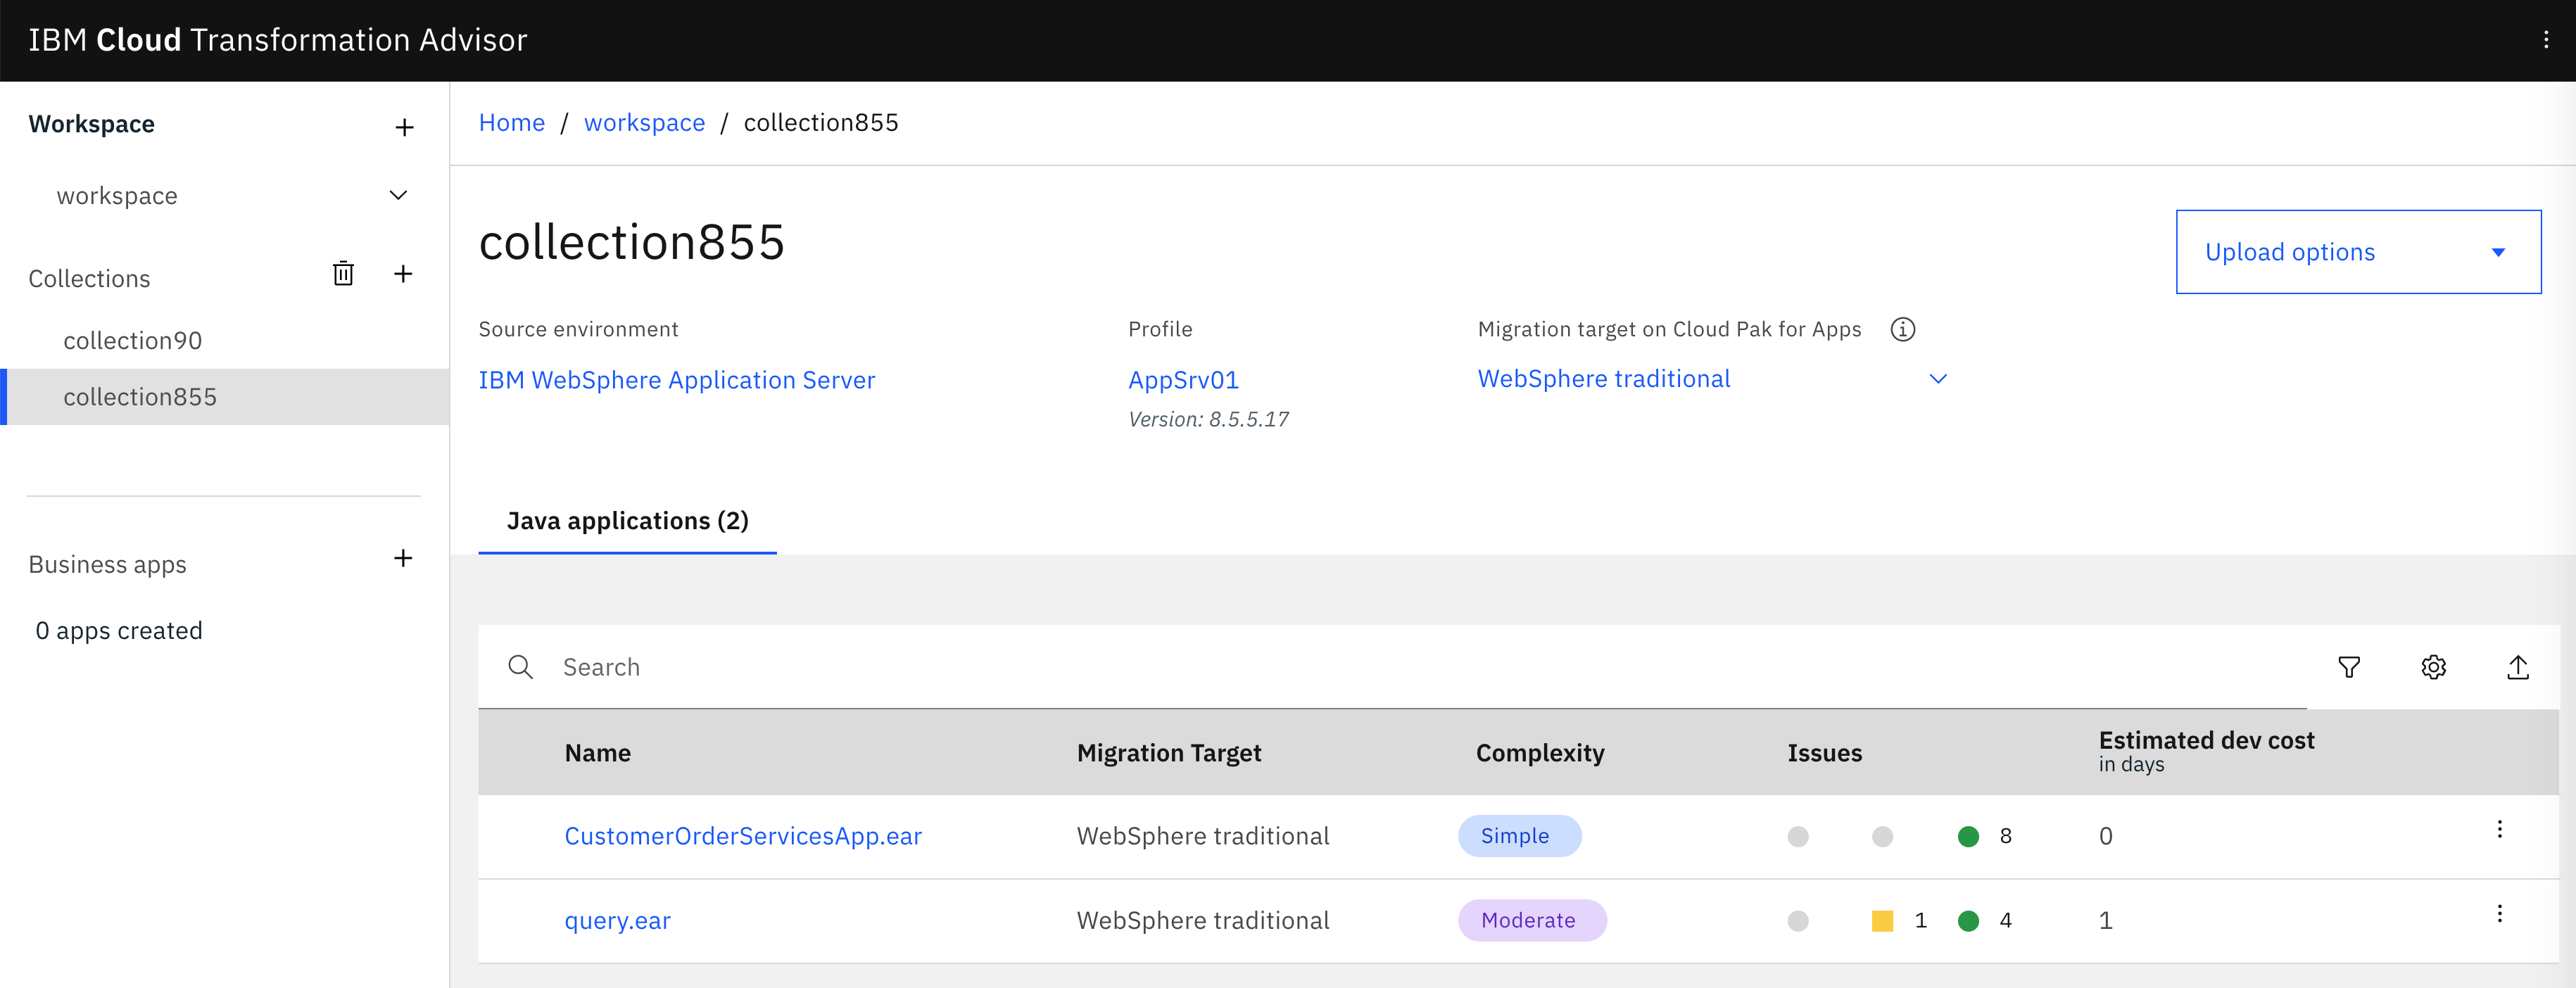 IBM Cloud Transformation Advisor
Workspace
workspace
Collections
collection90
collection855
Business apps
0 apps created
Home / workspace / collection855
collection855
Upload options
Source environment
IBM WebSphere Application Server
Profile
AppSrv01
Version: 8.5.5.17
Migration target on Cloud Pak for Apps
WebSphere traditional
Java applications (2)
Search
Name Migration Target Complexity Issues Estimated dev cost
in days
CustomerOrderServicesApp.ear WebSphere traditional Simple 8 0
query.ear WebSphere traditional Moderate 1 4 1